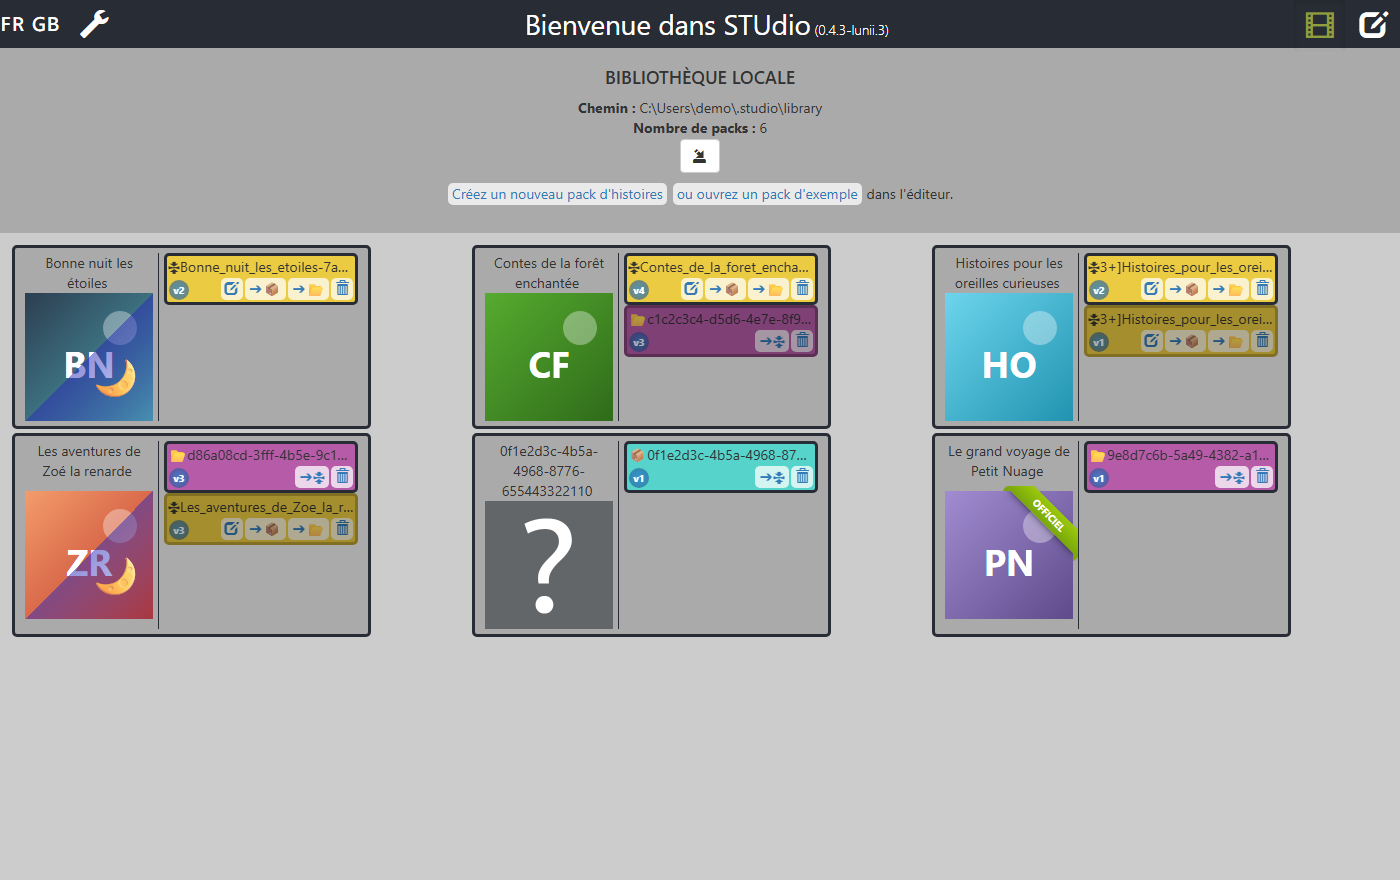 FR GB
Bienvenue dans STUdio (0.4.3-lunii.3)
BIBLIOTHÈQUE LOCALE
Chemin : C:\Users\demo\.studio\library
Nombre de packs : 6
Créez un nouveau pack d'histoires ou ouvrez un pack d'exemple dans l'éditeur.
Bonne nuit les
étoiles
BN
Bonne_nuit_les_etoiles-7a...
v2
Contes de la forêt
enchantée
CF
Contes_de_la_foret_encha...
v4
c1c2c3c4-d5d6-4e7e-8f9...
v3
Histoires pour les
oreilles curieuses
HO
3+]Histoires_pour_les_orei...
v2
3+]Histoires_pour_les_orei...
v1
Les aventures de
Zoé la renarde
ZR
d86a08cd-3fff-4b5e-9c1...
v3
Les_aventures_de_Zoe_la_r...
v3
0f1e2d3c-4b5a-
4968-8776-
655443322110
?
0f1e2d3c-4b5a-4968-87...
v1
Le grand voyage de
Petit Nuage
OFFICIEL
PN
9e8d7c6b-5a49-4382-a1...
v1